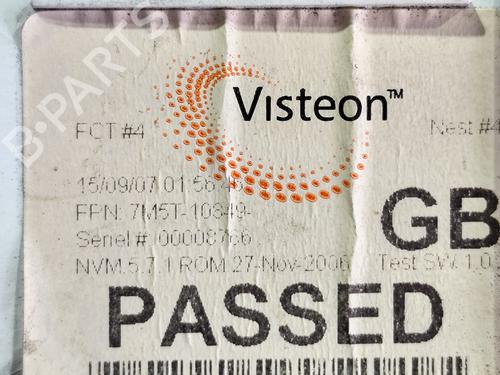 B-PARTS
Visteon™
FCT #4
Nest #4
15/09/07 01:56:46
FPN: 7M5T-10849-
GB
Serial #: 00008766
NVM 5.7.1 ROM 27-Nov-2006 Test SW: 1.0
PASSED